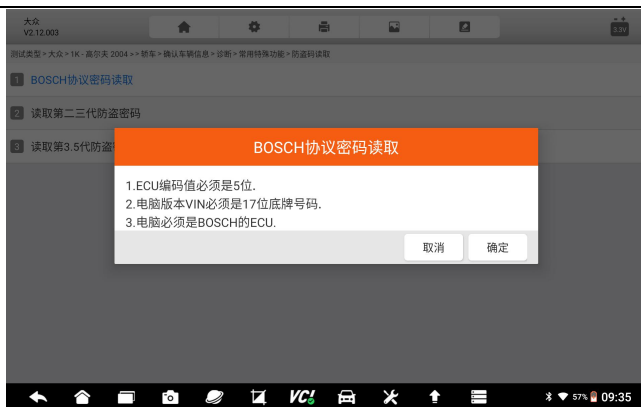 大众
V2.12.003
3.3V
测试类型 > 大众 > 1K - 高尔夫 2004 > > 轿车 > 确认车辆信息 > 诊断 > 常用特殊功能 > 防盗码读取
1 BOSCH协议密码读取
2 读取第二三代防盗密码
3 读取第3.5代防盗
BOSCH协议密码读取
1.ECU编码值必须是5位.
2.电脑版本VIN必须是17位底牌号码.
3.电脑必须是BOSCH的ECU.
取消 确定
VCI 57% 09:35